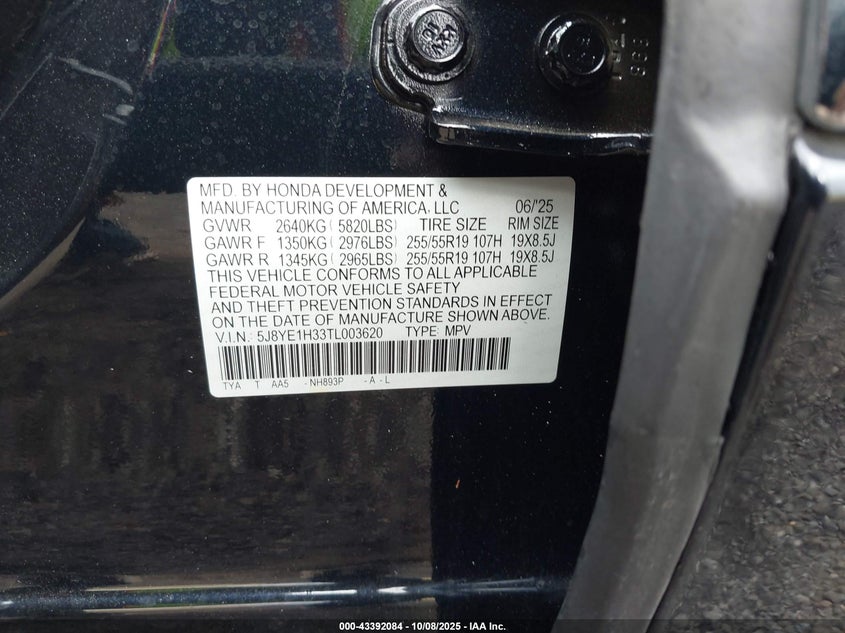 MFD. BY HONDA DEVELOPMENT &
MANUFACTURING OF AMERICA, LLC 06/'25
GVWR 2640KG ( 5820LBS) TIRE SIZE RIM SIZE
GAWR F 1350KG ( 2976LBS) 255/55R19 107H 19X8.5J
GAWR R 1345KG ( 2965LBS) 255/55R19 107H 19X8.5J
THIS VEHICLE CONFORMS TO ALL APPLICABLE
FEDERAL MOTOR VEHICLE SAFETY
AND THEFT PREVENTION STANDARDS IN EFFECT
ON THE DATE OF MANUFACTURE SHOWN ABOVE.
V.I.N.: 5J8YE1H33TL003620 TYPE: MPV
TYA T AA5 - NH893P - A - L
000-43392084 - 10/08/2025 - IAA Inc.